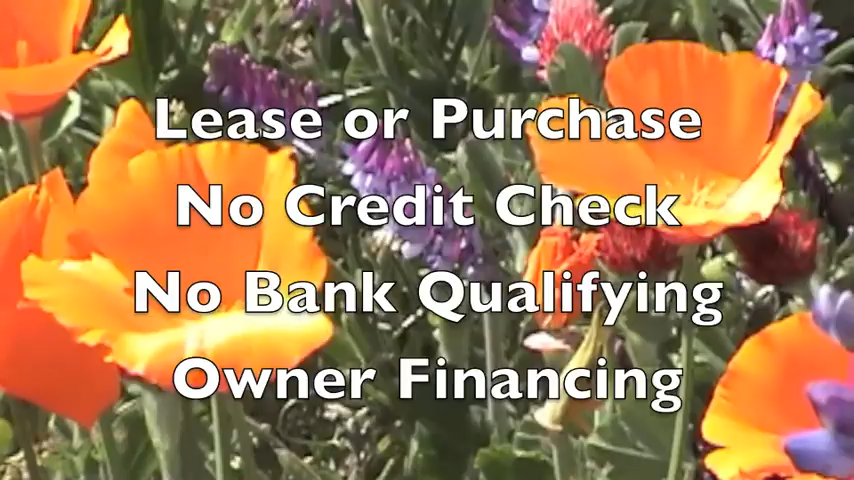 Lease or Purchase
No Credit Check
No Bank Qualifying
Owner Financing